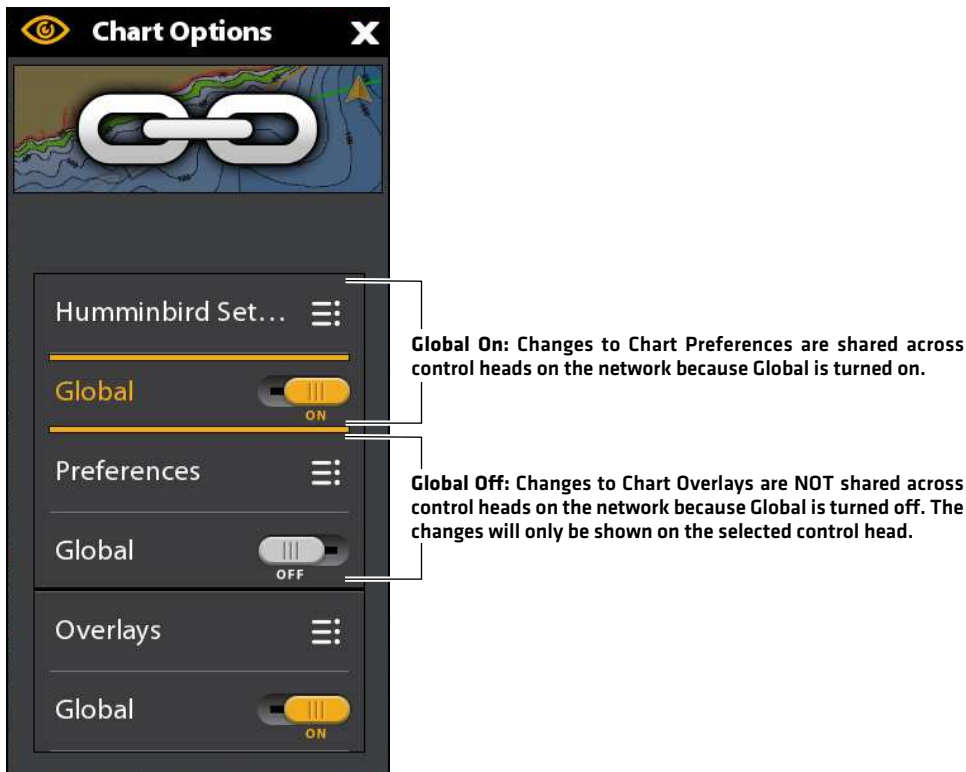 Chart Options X
Humminbird Set...
Global On: Changes to Chart Preferences are shared across
control heads on the network because Global is turned on.
Global
ON
Preferences
Global Off: Changes to Chart Overlays are NOT shared across
control heads on the network because Global is turned off. The
changes will only be shown on the selected control head.
Global
OFF
Overlays
Global
ON